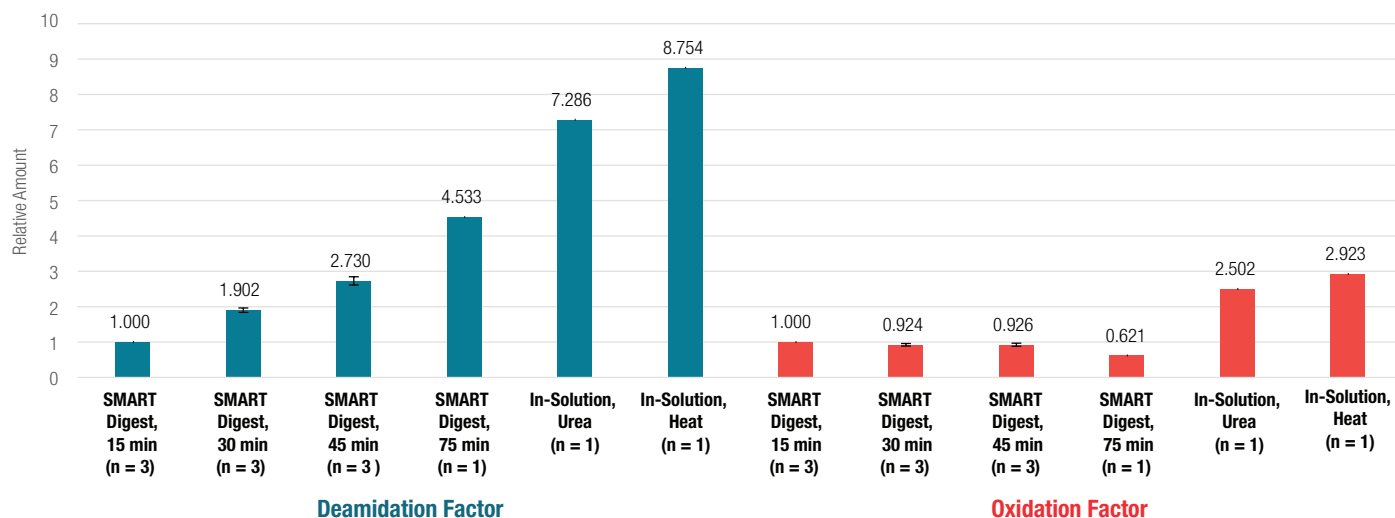 Relative Amount
10
9
8
7
6
5
4
3
2
1
0
1.000
1.902
2.730
4.533
7.286
8.754
1.000
0.924
0.926
0.621
2.502
2.923
SMART
Digest,
15 min
(n = 3)
SMART
Digest,
30 min
(n = 3)
SMART
Digest,
45 min
(n = 3 )
SMART
Digest,
75 min
(n = 1)
In-Solution,
Urea
(n = 1)
In-Solution,
Heat
(n = 1)
SMART
Digest,
15 min
(n = 3)
SMART
Digest,
30 min
(n = 3)
SMART
Digest,
45 min
(n = 3)
SMART
Digest,
75 min
(n = 1)
In-Solution,
Urea
(n = 1)
In-Solution,
Heat
(n = 1)
Deamidation Factor
Oxidation Factor